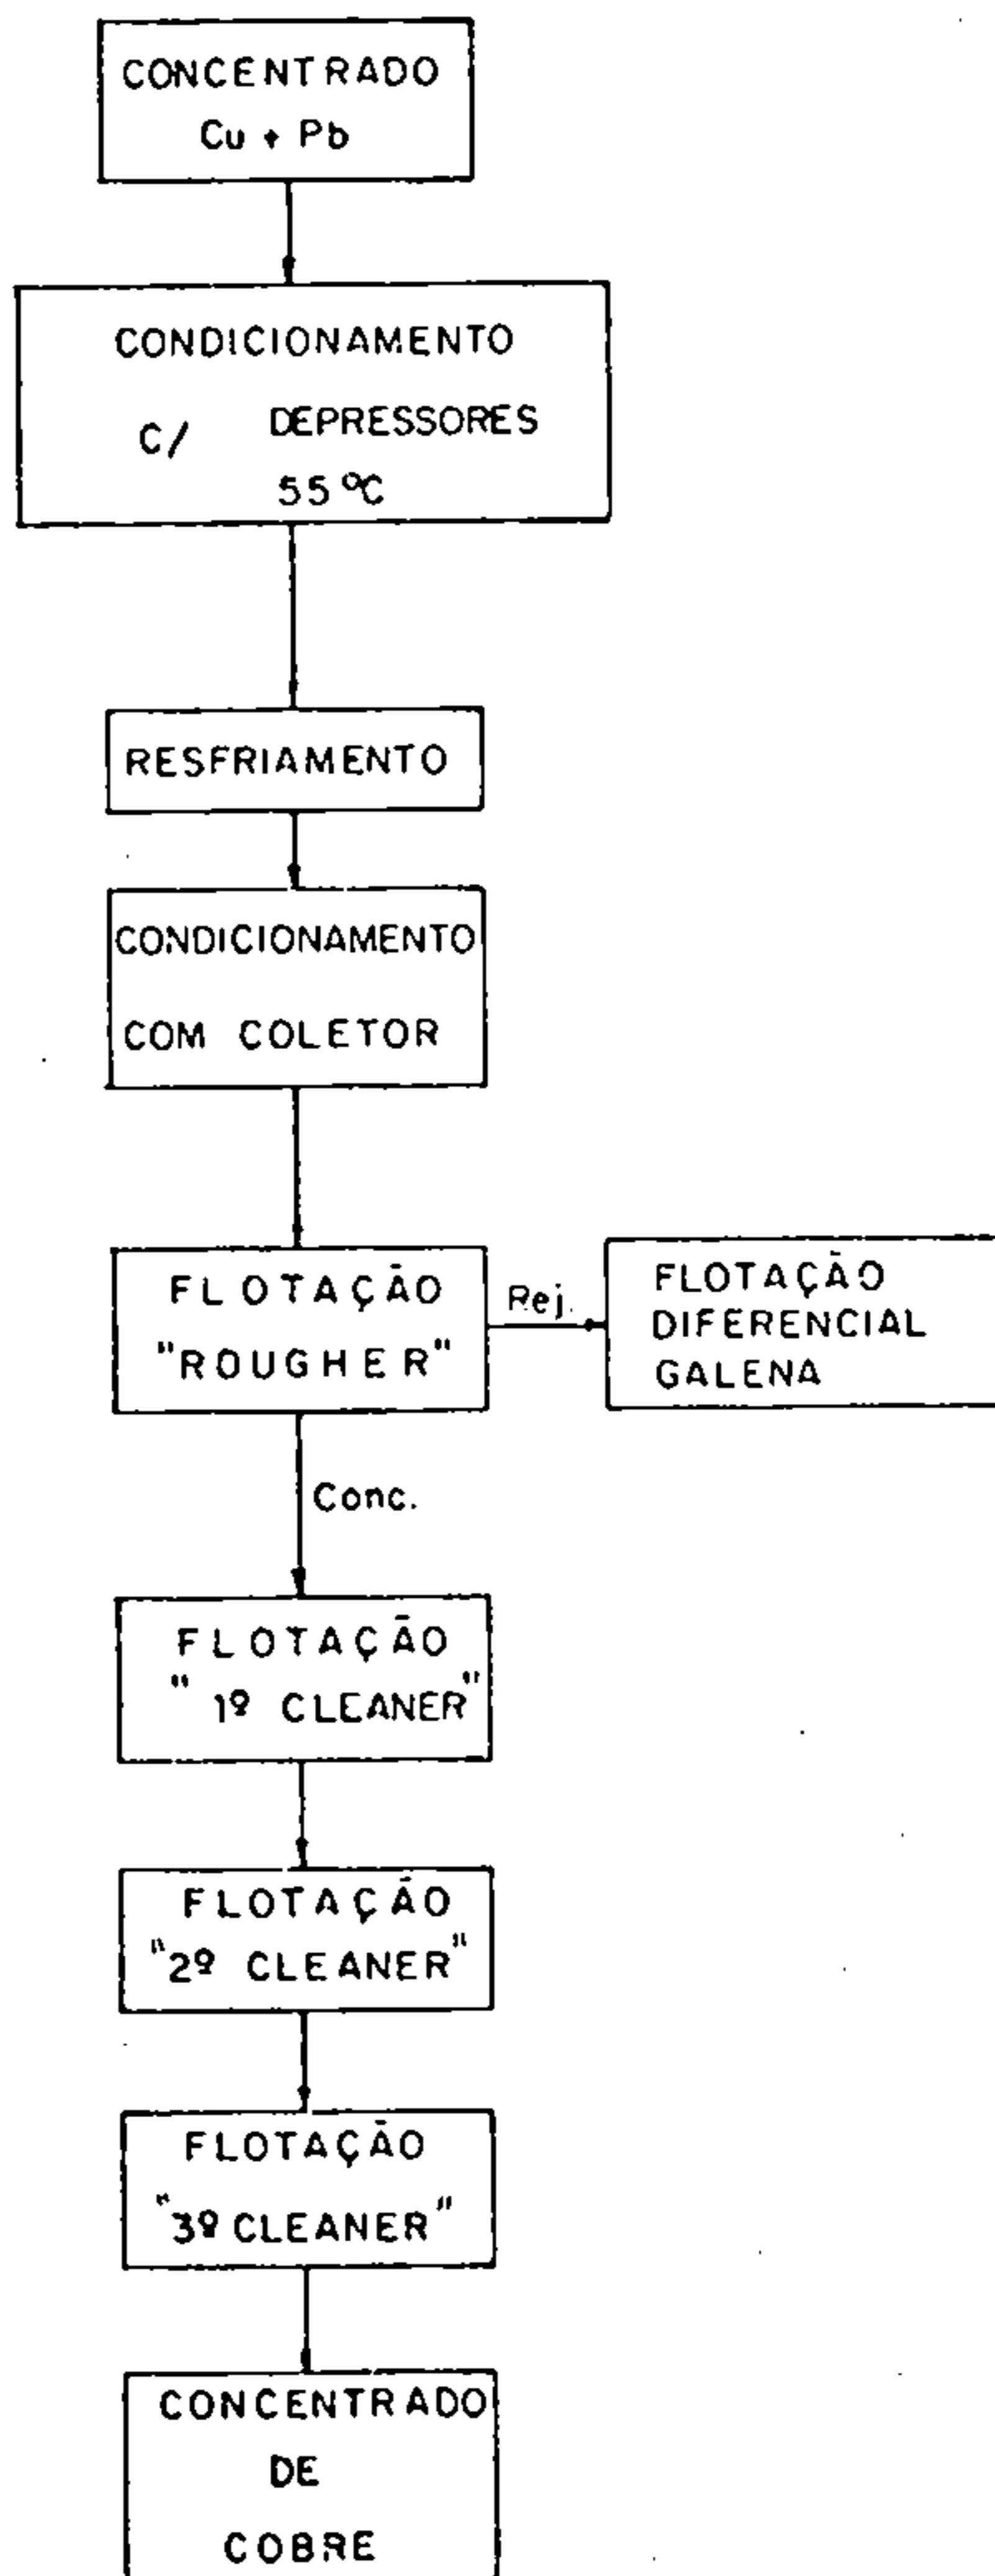 CONCENTRADO
Cu + Pb
CONDICIONAMENTO
C/ DEPRESSORES
55 ºC
RESFRIAMENTO
CONDICIONAMENTO
COM COLETOR
FLOTAÇÃO
"ROUGHER"
Rej.
FLOTAÇÃO
DIFERENCIAL
GALENA
Conc.
FLOTAÇÃO
" 1º CLEANER"
FLOTAÇÃO
"2º CLEANER"
FLOTAÇÃO
"3º CLEANER"
CONCENTRADO
DE
COBRE